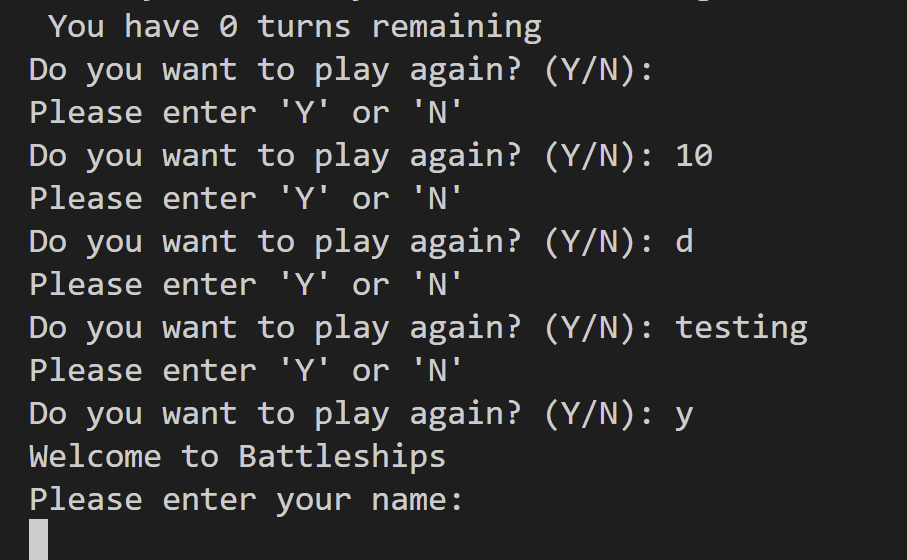 You have 0 turns remaining
Do you want to play again? (Y/N):
Please enter 'Y' or 'N'
Do you want to play again? (Y/N): 10
Please enter 'Y' or 'N'
Do you want to play again? (Y/N): d
Please enter 'Y' or 'N'
Do you want to play again? (Y/N): testing
Please enter 'Y' or 'N'
Do you want to play again? (Y/N): y
Welcome to Battleships
Please enter your name: